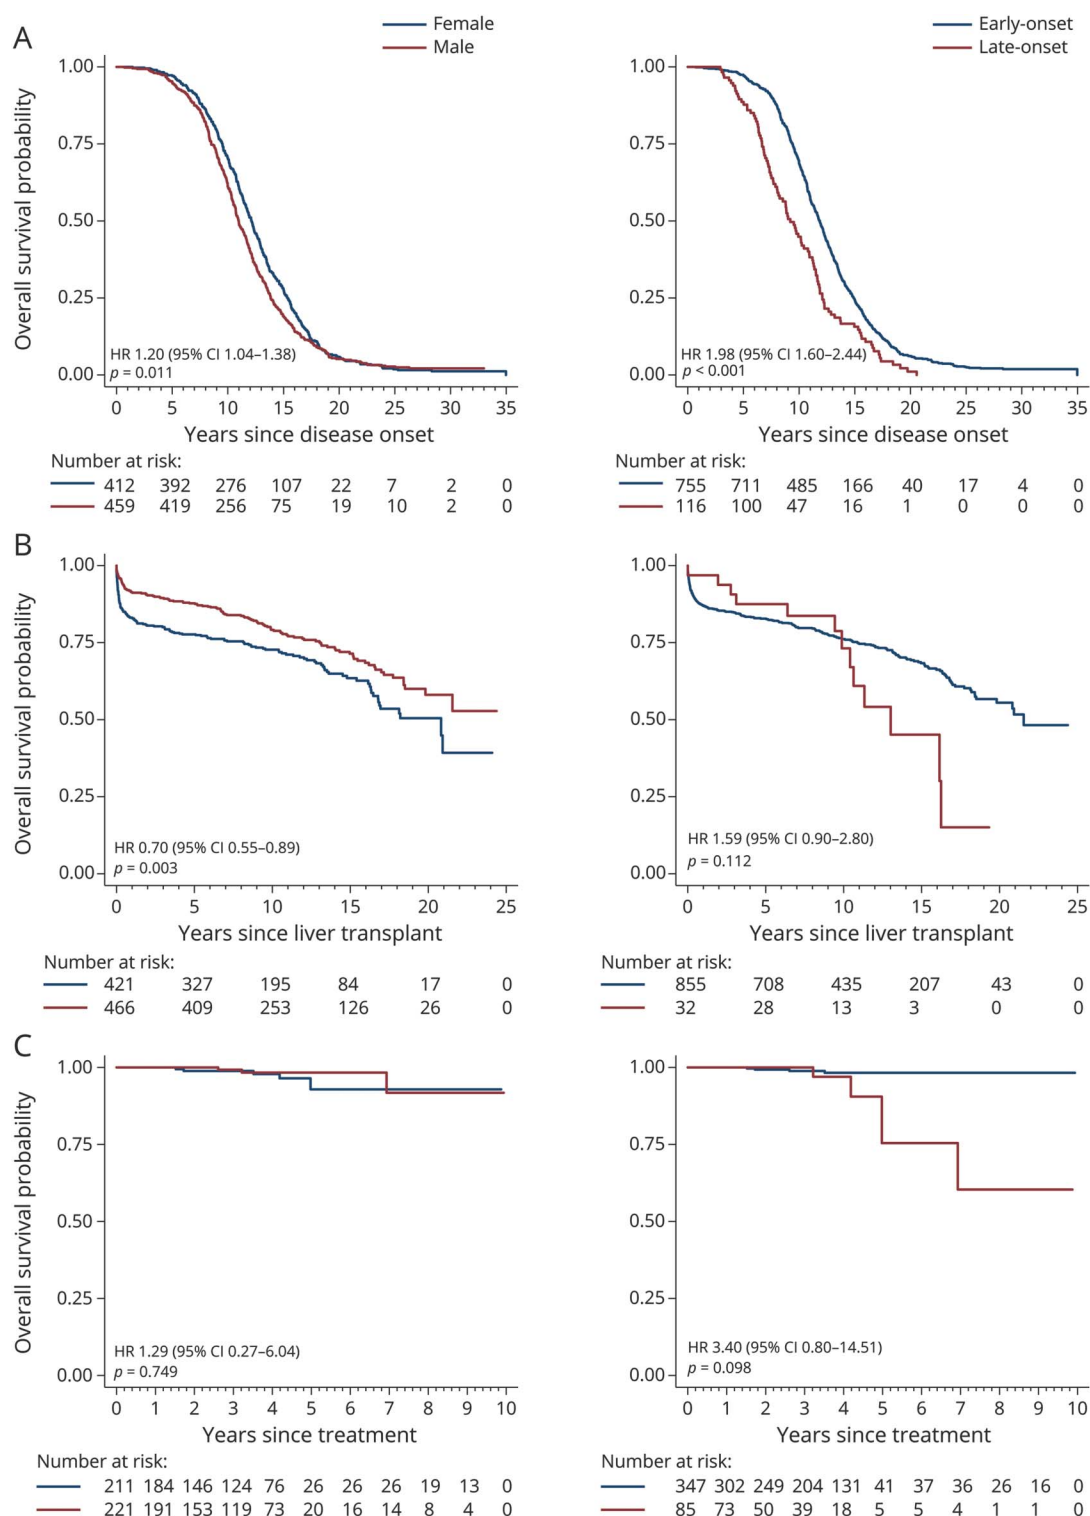 A
Female
Male
Early-onset
Late-onset
Overall survival probability
1.00
0.75
0.50
0.25
0.00
HR 1.20 (95% CI 1.04–1.38)
p = 0.011
0 5 10 15 20 25 30 35
Years since disease onset
Number at risk:
412 392 276 107 22 7 2 0
459 419 256 75 19 10 2 0
1.00
0.75
0.50
0.25
0.00
HR 1.98 (95% CI 1.60–2.44)
p < 0.001
0 5 10 15 20 25 30 35
Years since disease onset
Number at risk:
755 711 485 166 40 17 4 0
116 100 47 16 1 0 0 0
B
Overall survival probability
1.00
0.75
0.50
0.25
0.00
HR 0.70 (95% CI 0.55–0.89)
p = 0.003
0 5 10 15 20 25
Years since liver transplant
Number at risk:
421 327 195 84 17 0
466 409 253 126 26 0
1.00
0.75
0.50
0.25
0.00
HR 1.59 (95% CI 0.90–2.80)
p = 0.112
0 5 10 15 20 25
Years since liver transplant
Number at risk:
855 708 435 207 43 0
32 28 13 3 0 0
C
Overall survival probability
1.00
0.75
0.50
0.25
0.00
HR 1.29 (95% CI 0.27–6.04)
p = 0.749
0 1 2 3 4 5 6 7 8 9 10
Years since treatment
Number at risk:
211 184 146 124 76 26 26 26 19 13 0
221 191 153 119 73 20 16 14 8 4 0
1.00
0.75
0.50
0.25
0.00
HR 3.40 (95% CI 0.80–14.51)
p = 0.098
0 1 2 3 4 5 6 7 8 9 10
Years since treatment
Number at risk:
347 302 249 204 131 41 37 36 26 16 0
85 73 50 39 18 5 5 4 1 1 0